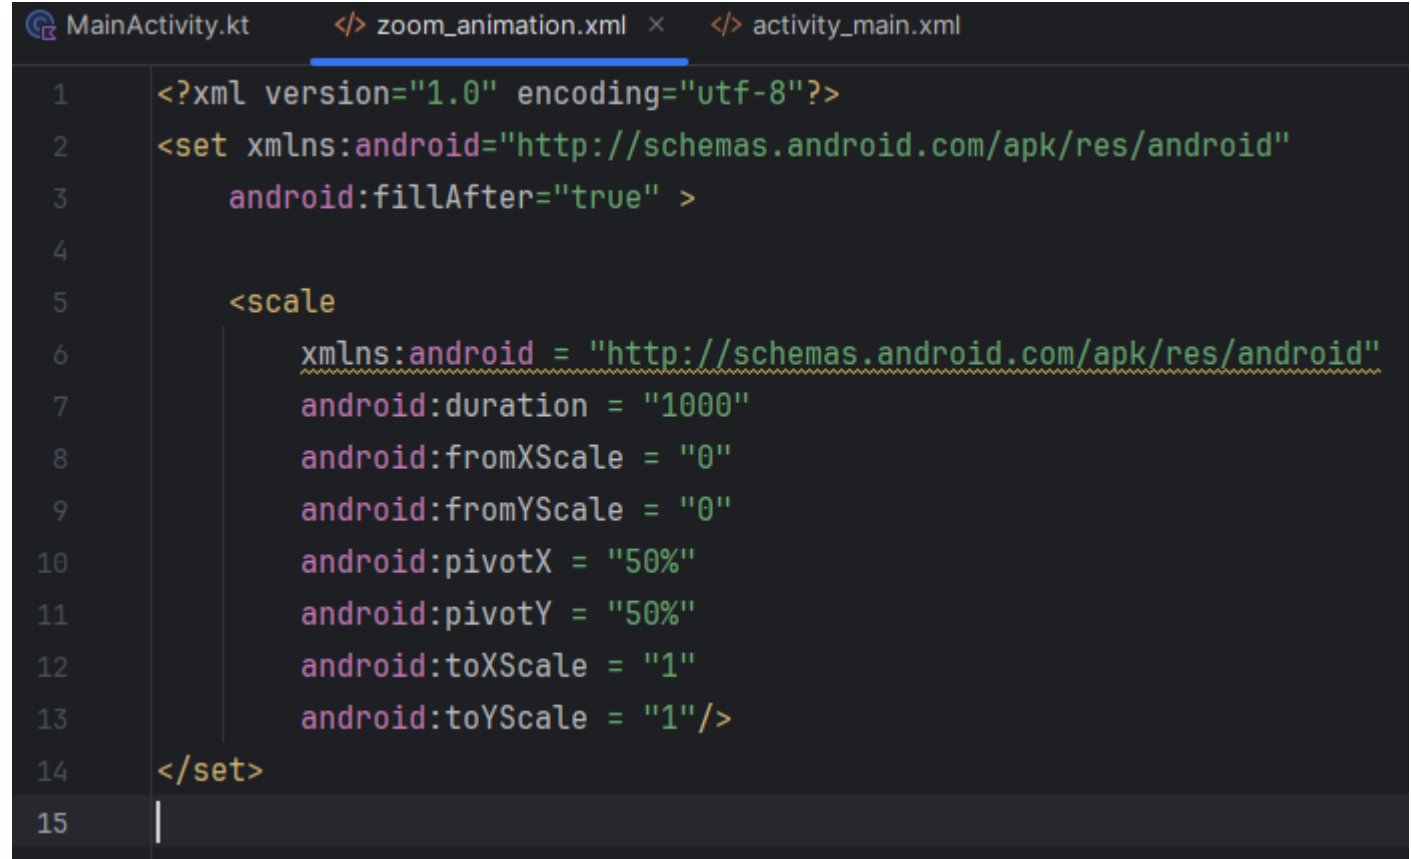 MainActivity.kt </> zoom_animation.xml × </> activity_main.xml
1 <?xml version="1.0" encoding="utf-8"?>
2 <set xmlns:android="http://schemas.android.com/apk/res/android"
3 android:fillAfter="true" >
4
5 <scale
6 xmlns:android = "http://schemas.android.com/apk/res/android"
7 android:duration = "1000"
8 android:fromXScale = "0"
9 android:fromYScale = "0"
10 android:pivotX = "50%"
11 android:pivotY = "50%"
12 android:toXScale = "1"
13 android:toYScale = "1"/>
14 </set>
15